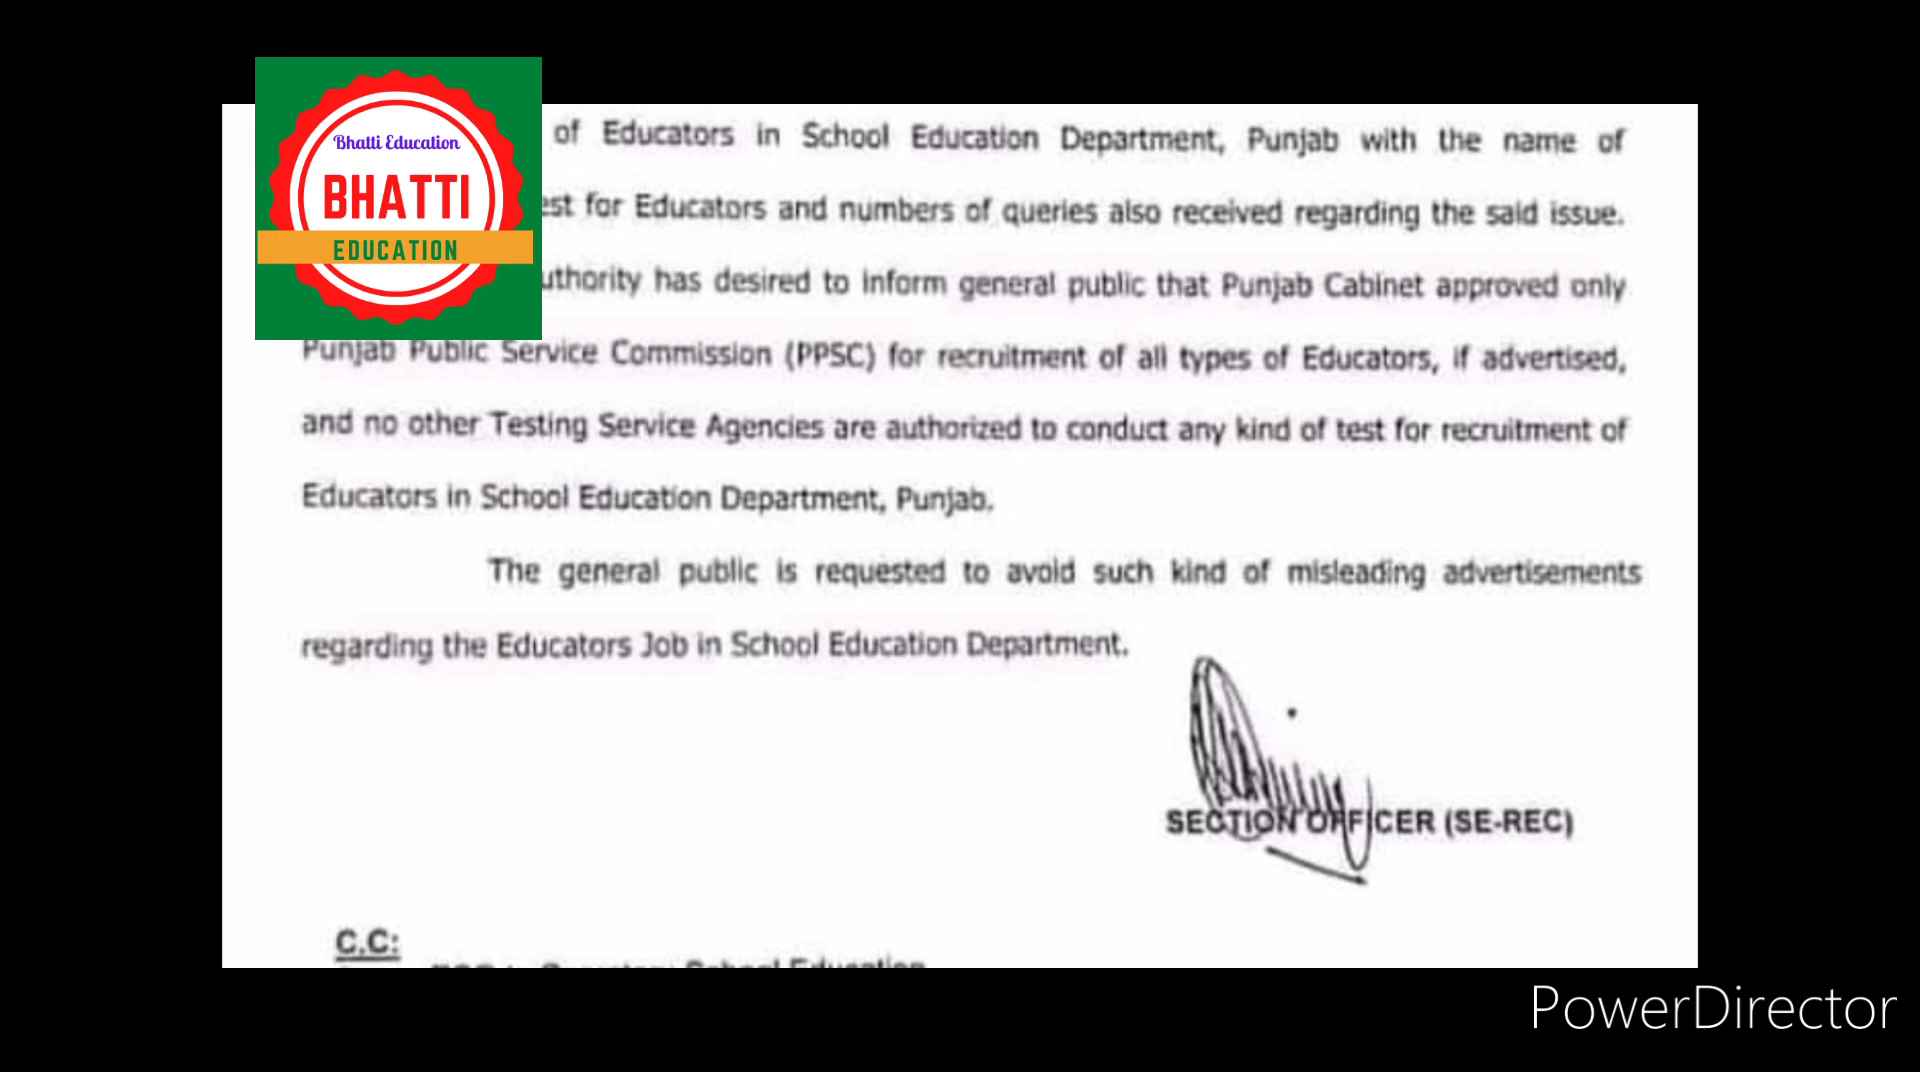 Bhatti Education
BHATTI
EDUCATION
of Educators in School Education Department, Punjab with the name of
for Educators and numbers of queries also received regarding the said issue.
has desired to inform general public that Punjab Cabinet approved only
Punjab Public Service Commission (PPSC) for recruitment of all types of Educators, if advertised,
and no other Testing Service Agencies are authorized to conduct any kind of test for recruitment of
Educators in School Education Department, Punjab.
The general public is requested to avoid such kind of misleading advertisements
regarding the Educators Job in School Education Department.
SECTION OFFICER (SE-REC)
C.C:
Secretary School Education
PowerDirector